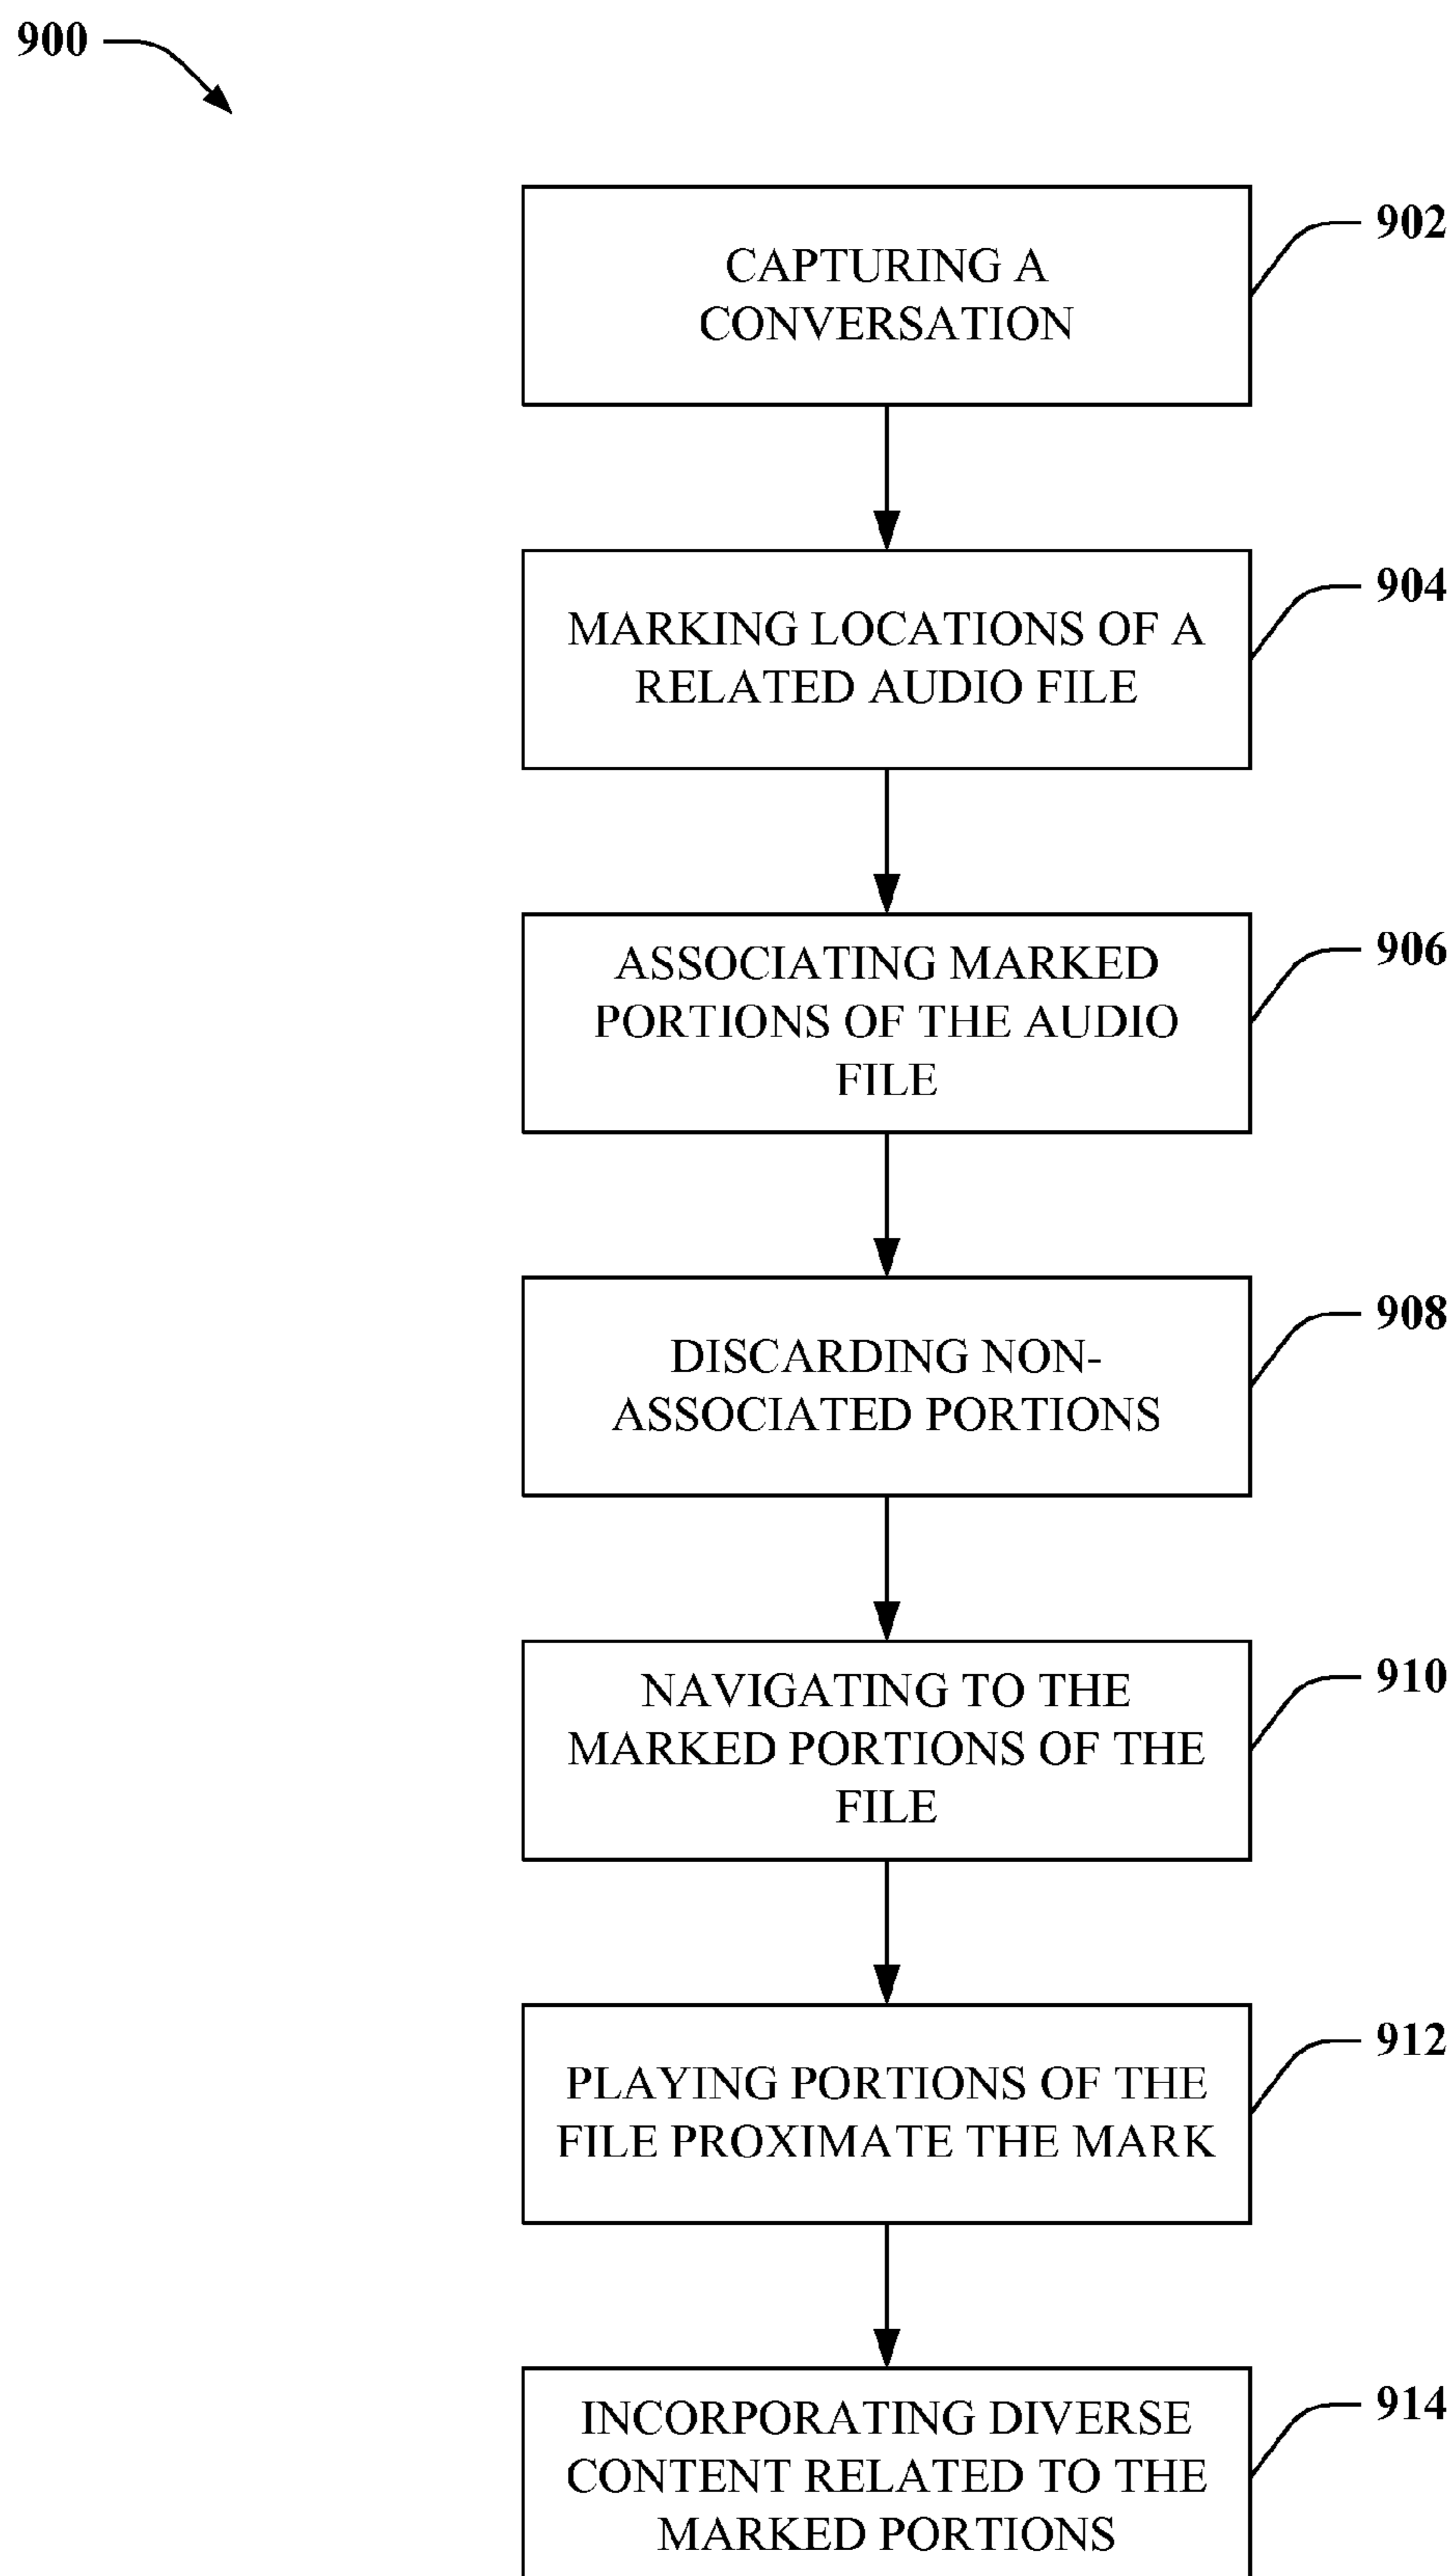 900
CAPTURING A
CONVERSATION
902
MARKING LOCATIONS OF A
RELATED AUDIO FILE
904
ASSOCIATING MARKED
PORTIONS OF THE AUDIO
FILE
906
DISCARDING NON-
ASSOCIATED PORTIONS
908
NAVIGATING TO THE
MARKED PORTIONS OF THE
FILE
910
PLAYING PORTIONS OF THE
FILE PROXIMATE THE MARK
912
INCORPORATING DIVERSE
CONTENT RELATED TO THE
MARKED PORTIONS
914